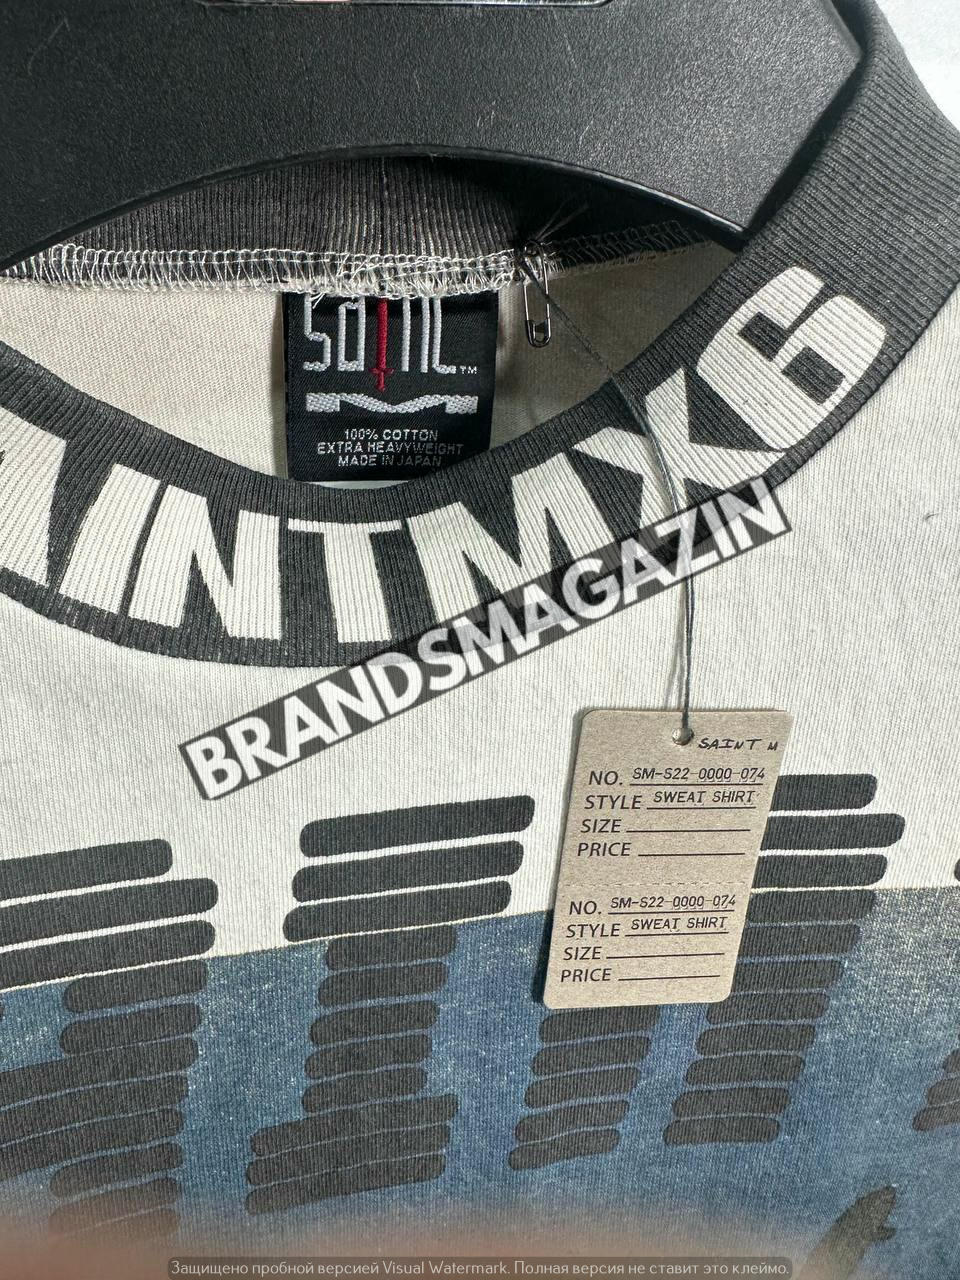 SAINT
™
100% COTTON
EXTRA HEAVYWEIGHT
MADE IN JAPAN
AINTMX6
BRANDSMAGAZIN
SAINT M
NO. SM-S22-0000-074
STYLE SWEAT SHIRT
SIZE
PRICE
NO. SM-S22-0000-074
STYLE SWEAT SHIRT
SIZE
PRICE
Защищено пробной версией Visual Watermark. Полная версия не ставит это клеймо.